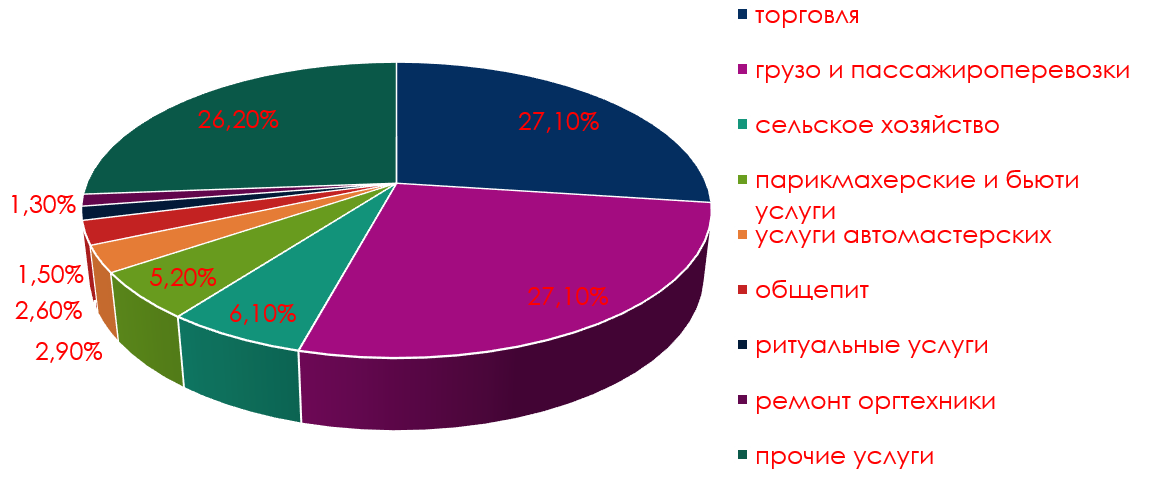 торговля
грузо и пассажироперевозки
26,20%
27,10%
сельское хозяйство
парикмахерские и бьюти
услуги
1,30%
услуги автомастерских
1,50%
5,20%
27,10%
общепит
2,60%
6,10%
2,90%
ритуальные услуги
ремонт оргтехники
прочие услуги